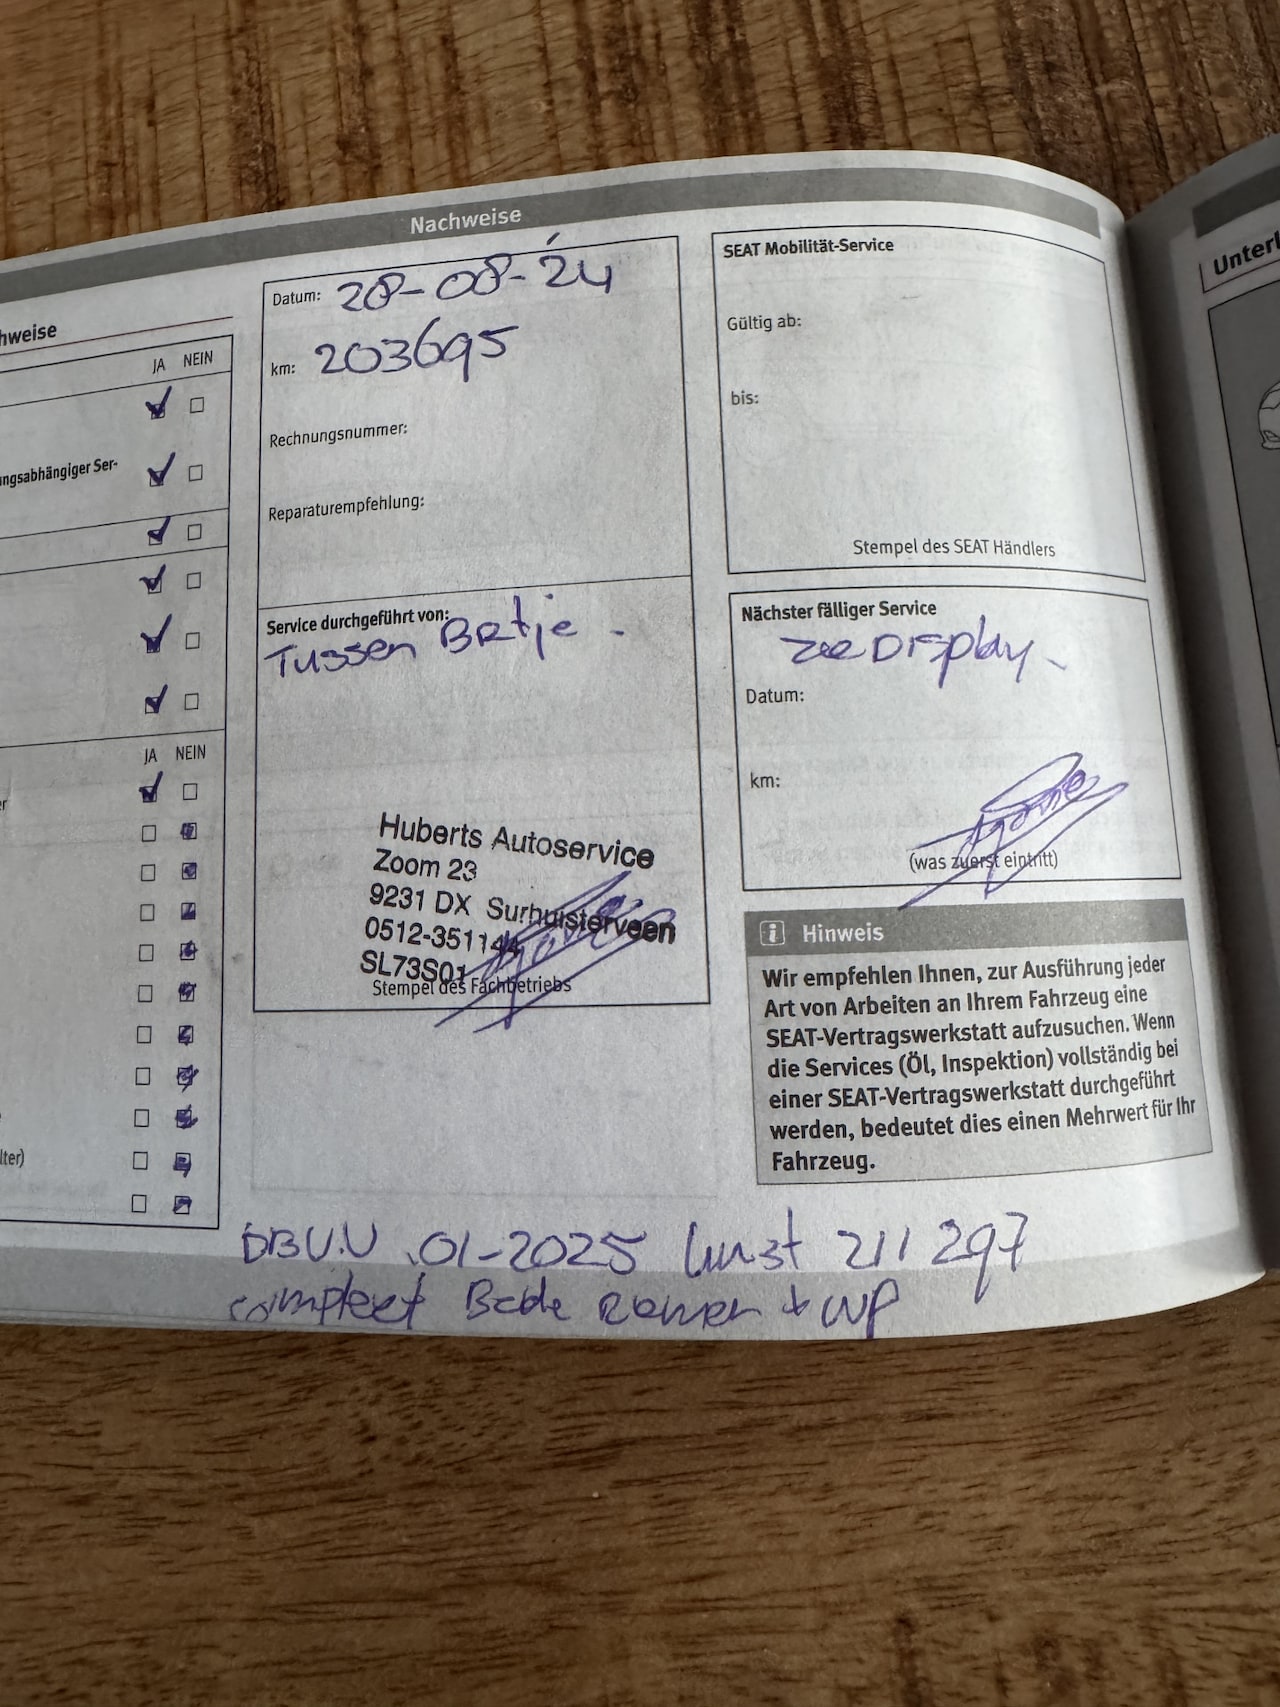 Nachweise
hweise
JA NEIN
ungsabhängiger Ser-
JA NEIN
er
lter)
Datum: 28-08-'24
km: 203695
Rechnungsnummer:
Reparaturempfehlung:
Service durchgeführt von:
Tussen Betje -
Huberts Autoservice
Zoom 23
9231 DX Surhuisterveen
0512-351144
SL73S01
Stempel des Fachbetriebs
SEAT Mobilität-Service
Gültig ab:
bis:
Stempel des SEAT Händlers
Nächster fälliger Service
zie Display
Datum:
km:
(was zuerst eintritt)
i Hinweis
Wir empfehlen Ihnen, zur Ausführung jeder
Art von Arbeiten an Ihrem Fahrzeug eine
SEAT-Vertragswerkstatt aufzusuchen. Wenn
die Services (Öl, Inspektion) vollständig bei
einer SEAT-Vertragswerkstatt durchgeführt
werden, bedeutet dies einen Mehrwert für Ihr
Fahrzeug.
01-2025 211297
compleet + WP
Unterl